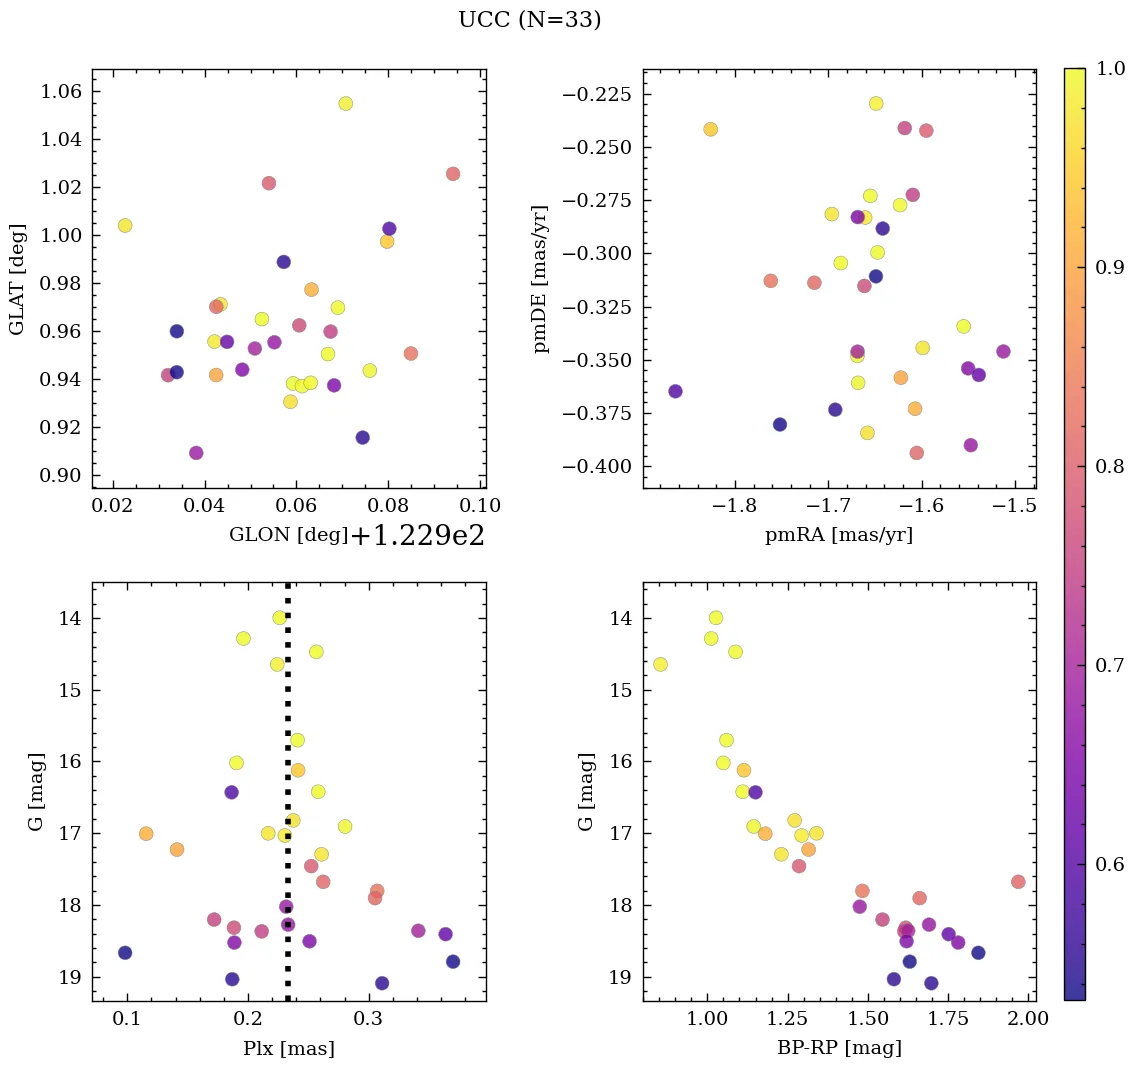 UCC (N=33)
1.06
1.04
1.02
1.00
0.98
0.96
0.94
0.92
0.90
GLAT [deg]
0.02 0.04 0.06 0.08 0.10
GLON [deg]
+1.229e2
−0.225
−0.250
−0.275
−0.300
−0.325
−0.350
−0.375
−0.400
pmDE [mas/yr]
−1.8 −1.7 −1.6 −1.5
pmRA [mas/yr]
14
15
16
17
18
19
G [mag]
0.1 0.2 0.3
Plx [mas]
14
15
16
17
18
19
G [mag]
1.00 1.25 1.50 1.75 2.00
BP-RP [mag]
1.0
0.9
0.8
0.7
0.6